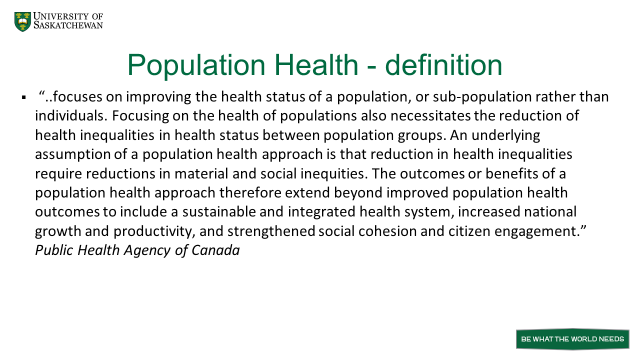 UNIVERSITY OF
SASKATCHEWAN
Population Health - definition
▪ “..focuses on improving the health status of a population, or sub-population rather than
individuals. Focusing on the health of populations also necessitates the reduction of
health inequalities in health status between population groups. An underlying
assumption of a population health approach is that reduction in health inequalities
require reductions in material and social inequities. The outcomes or benefits of a
population health approach therefore extend beyond improved population health
outcomes to include a sustainable and integrated health system, increased national
growth and productivity, and strengthened social cohesion and citizen engagement.”
Public Health Agency of Canada
BE WHAT THE WORLD NEEDS